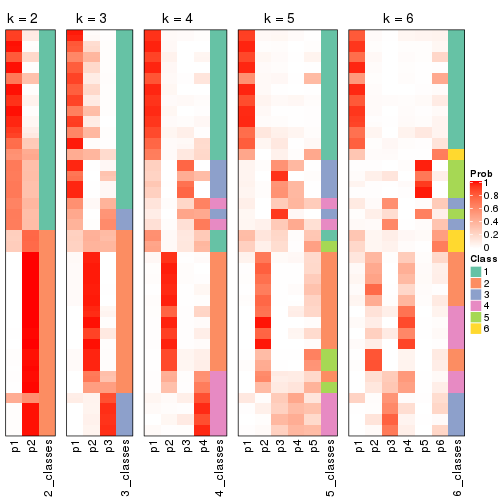 k = 2
k = 3
k = 4
k = 5
k = 6
p1
p2
2_classes
p1
p2
p3
3_classes
p1
p2
p3
p4
4_classes
p1
p2
p3
p4
p5
5_classes
p1
p2
p3
p4
p5
p6
6_classes
Prob
1
0.8
0.6
0.4
0.2
0
Class
1
2
3
4
5
6